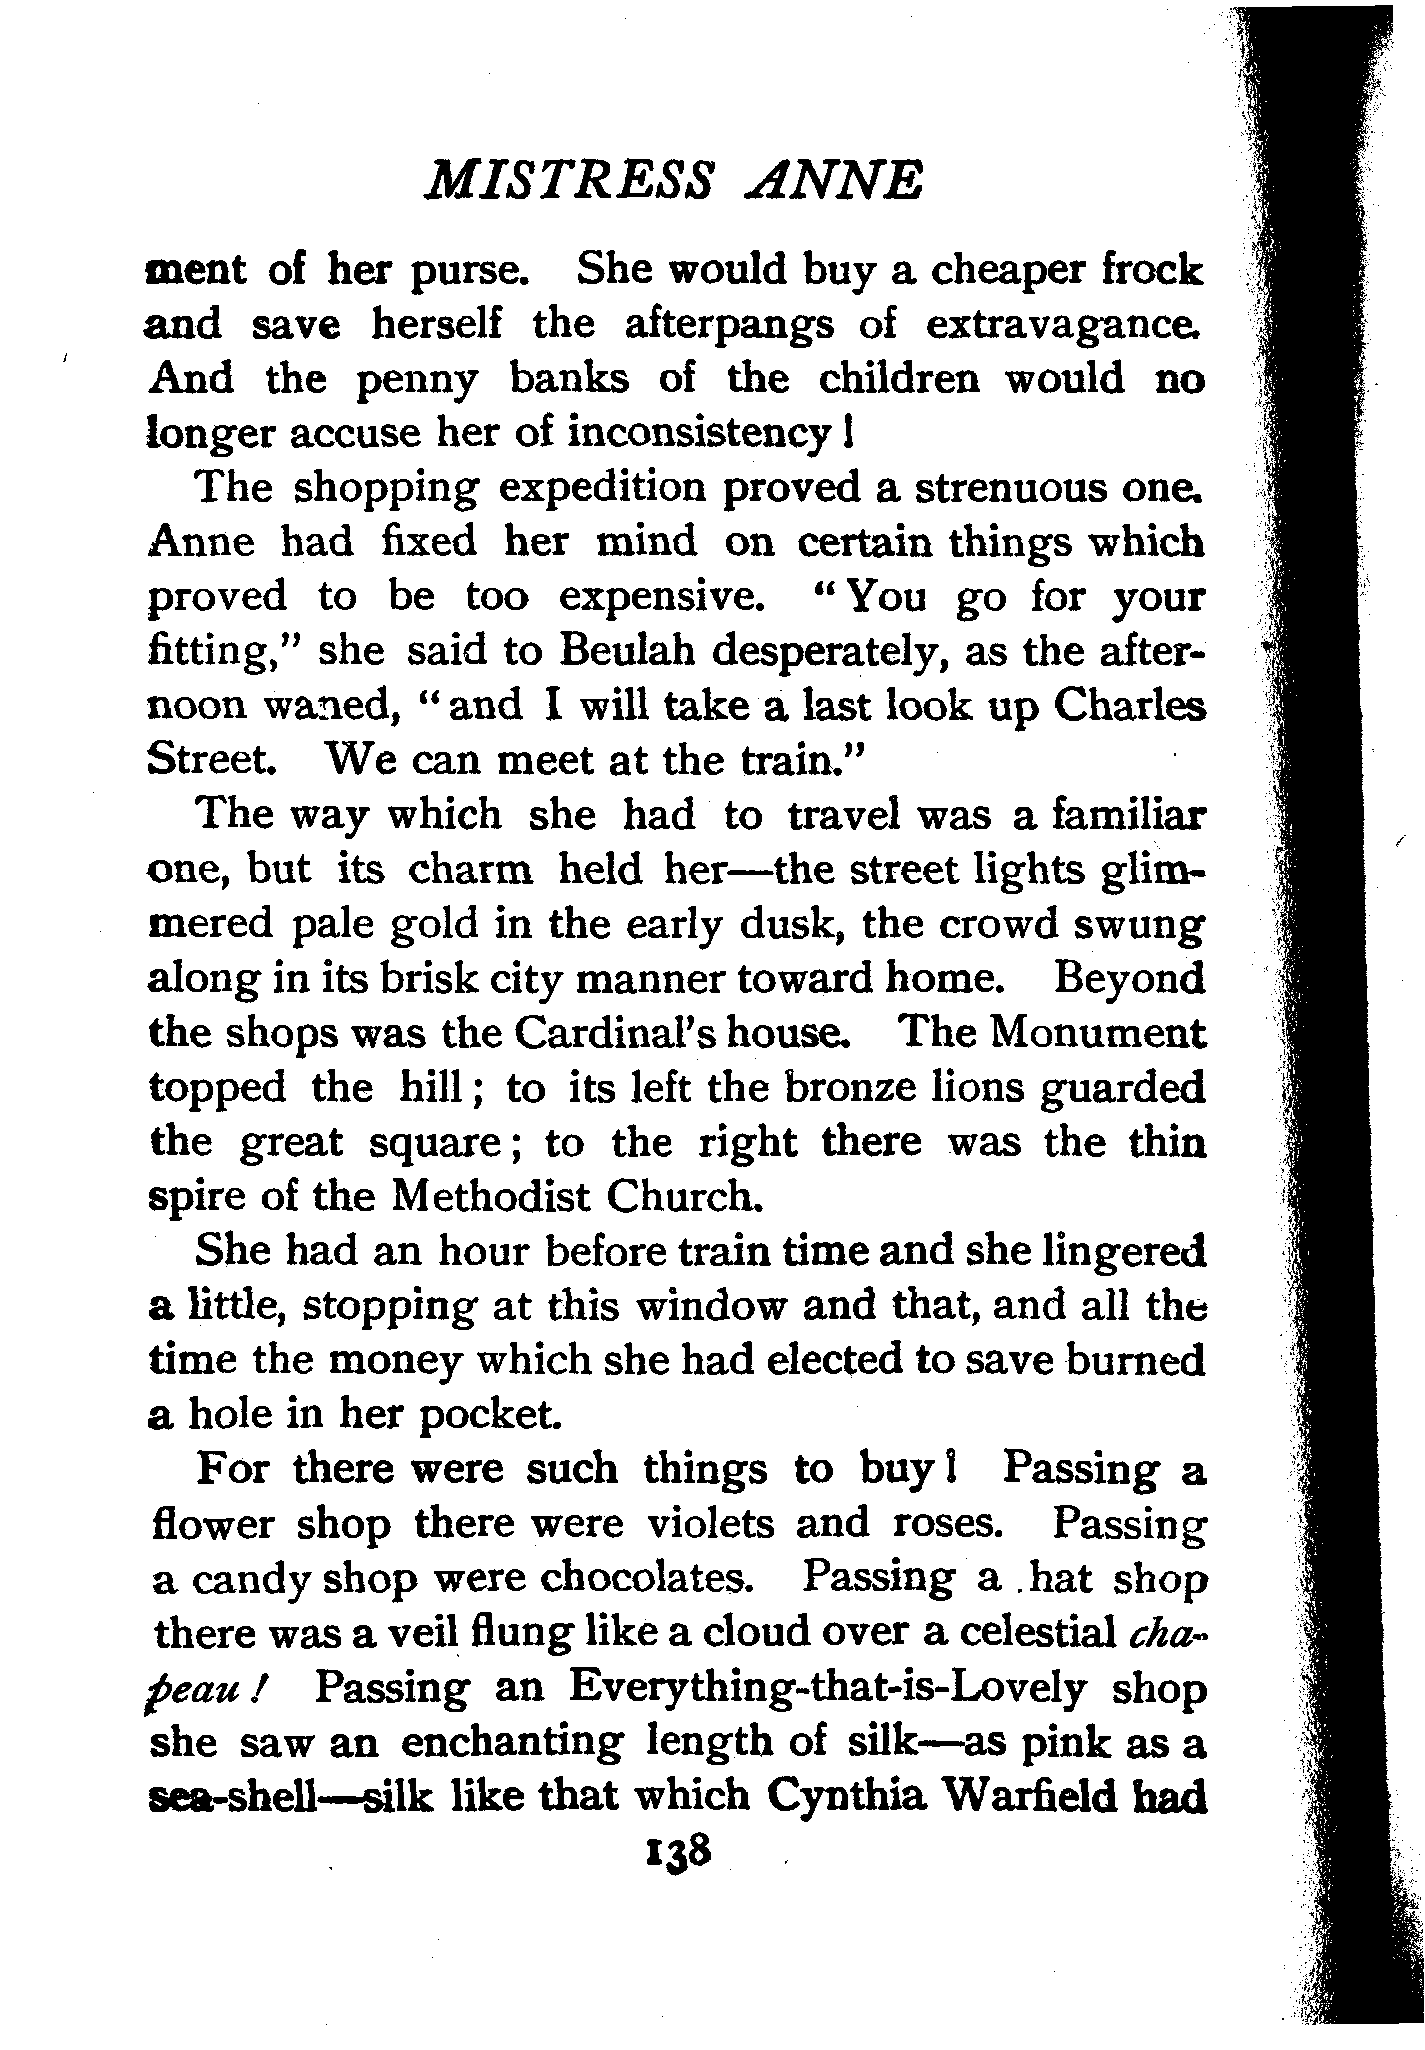 MISTRESS ANNE
ment of her purse. She would buy a cheaper frock
and save herself the afterpangs of extravagance.
And the penny banks of the children would no
longer accuse her of inconsistency!
The shopping expedition proved a strenuous one.
Anne had fixed her mind on certain things which
proved to be too expensive. "You go for your
fitting," she said to Beulah desperately, as the after-
noon waned, "and I will take a last look up Charles
Street. We can meet at the train."
The way which she had to travel was a familiar
one, but its charm held her—the street lights glim-
mered pale gold in the early dusk, the crowd swung
along in its brisk city manner toward home. Beyond
the shops was the Cardinal's house. The Monument
topped the hill; to its left the bronze lions guarded
the great square; to the right there was the thin
spire of the Methodist Church.
She had an hour before train time and she lingered
a little, stopping at this window and that, and all the
time the money which she had elected to save burned
a hole in her pocket.
For there were such things to buy! Passing a
flower shop there were violets and roses. Passing
a candy shop were chocolates. Passing a hat shop
there was a veil flung like a cloud over a celestial cha-
peau! Passing an Everything-that-is-Lovely shop
she saw an enchanting length of silk—as pink as a
sea-shell—silk like that which Cynthia Warfield had
138